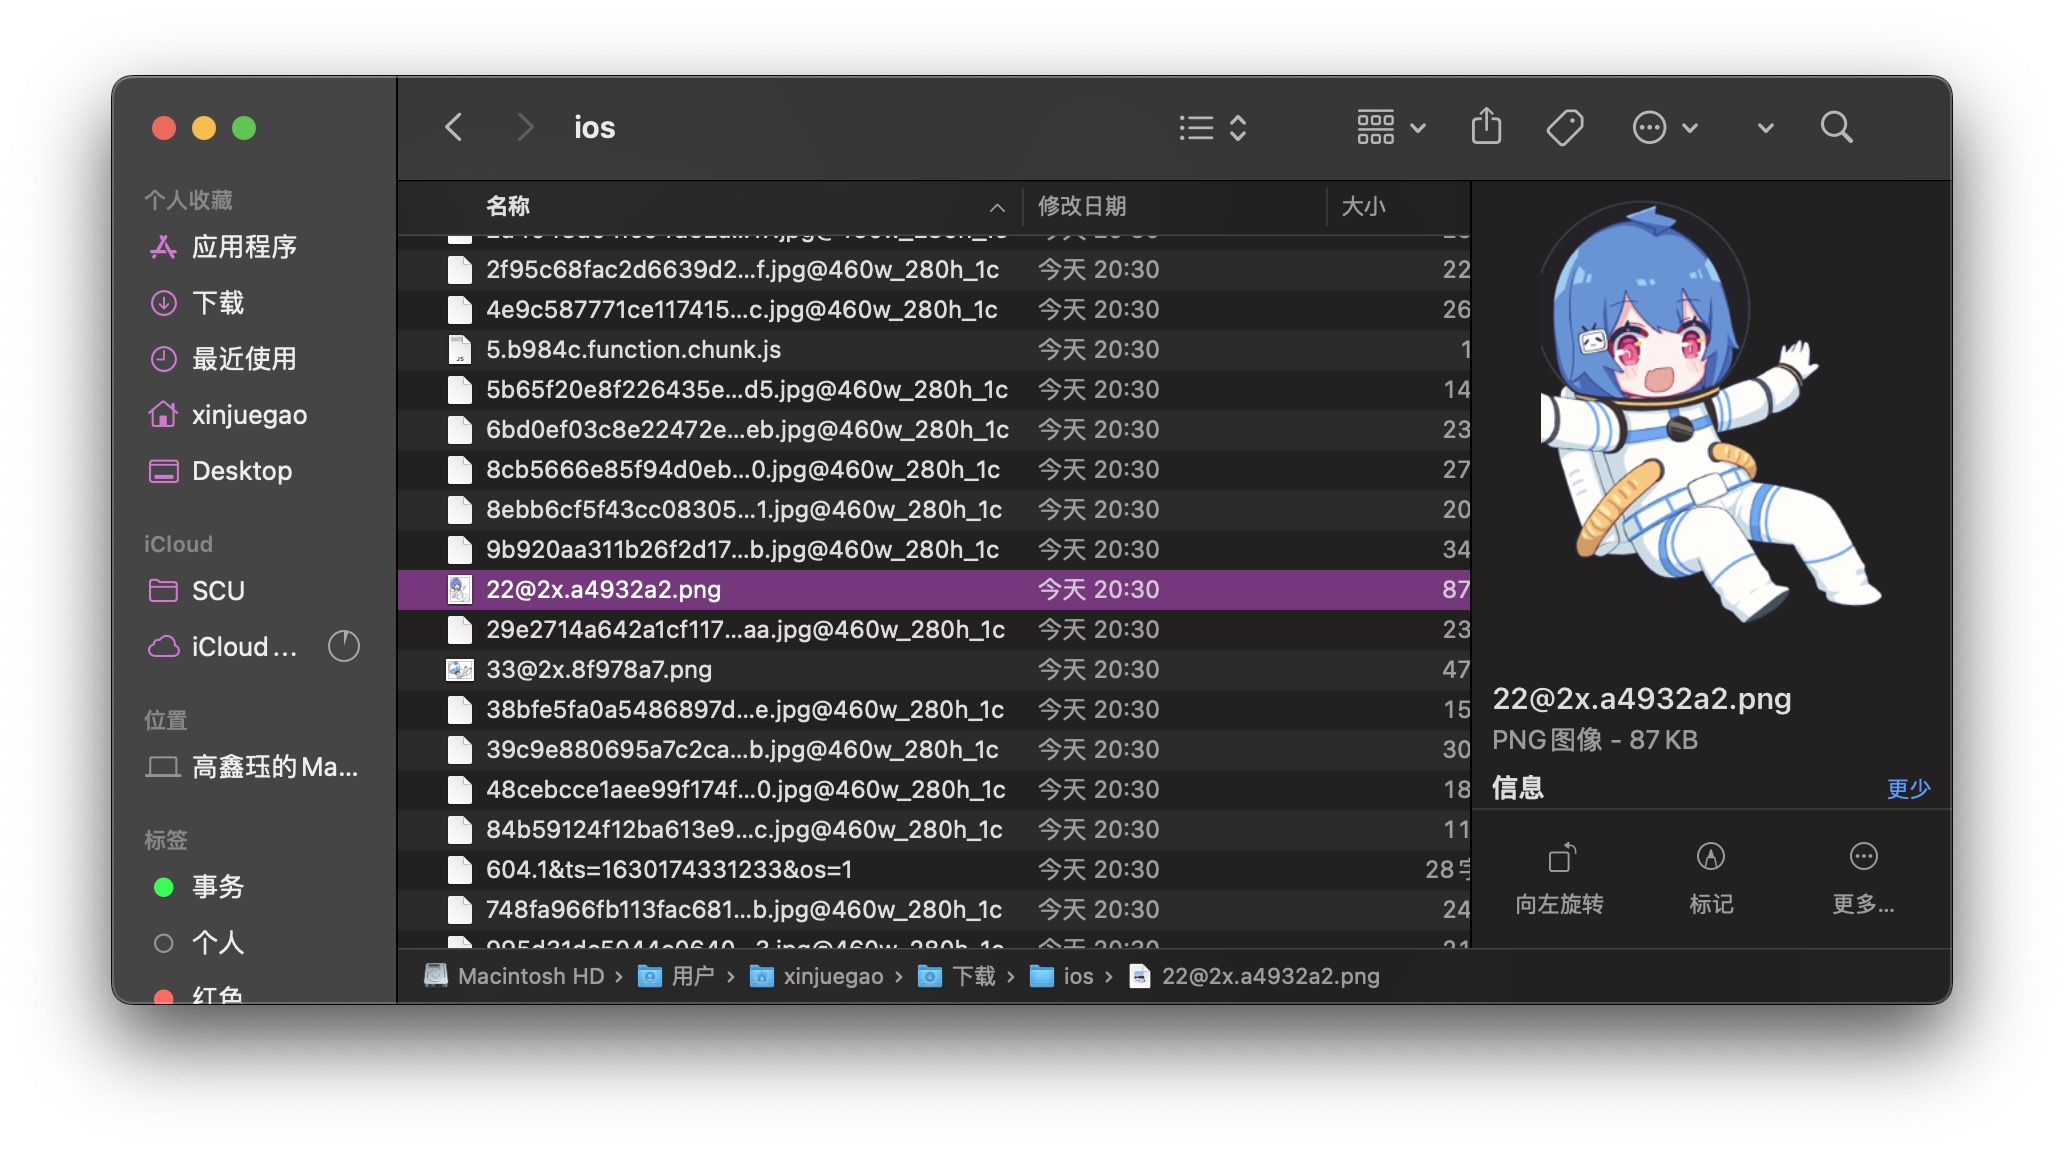 ios
个人收藏
应用程序
下载
最近使用
xinjuegao
Desktop
iCloud
SCU
iCloud ...
位置
高鑫珏的 Ma...
标签
事务
个人
红色
名称 修改日期 大小
2f95c68fac2d6639d2...f.jpg@460w_280h_1c 今天 20:30 22
4e9c587771ce117415...c.jpg@460w_280h_1c 今天 20:30 26
5.b984c.function.chunk.js 今天 20:30 1
5b65f20e8f226435e...d5.jpg@460w_280h_1c 今天 20:30 14
6bd0ef03c8e22472e...eb.jpg@460w_280h_1c 今天 20:30 23
8cb5666e85f94d0eb...0.jpg@460w_280h_1c 今天 20:30 27
8ebb6cf5f43cc08305...1.jpg@460w_280h_1c 今天 20:30 20
9b920aa311b26f2d17...b.jpg@460w_280h_1c 今天 20:30 34
22@2x.a4932a2.png 今天 20:30 87
29e2714a642a1cf117...aa.jpg@460w_280h_1c 今天 20:30 23
33@2x.8f978a7.png 今天 20:30 47
38bfe5fa0a5486897d...e.jpg@460w_280h_1c 今天 20:30 15
39c9e880695a7c2ca...b.jpg@460w_280h_1c 今天 20:30 30
48cebcce1aee99f174f...0.jpg@460w_280h_1c 今天 20:30 18
84b59124f12ba613e9...c.jpg@460w_280h_1c 今天 20:30 11
604.1&ts=1630174331233&os=1 今天 20:30 28 字
748fa966fb113fac681...b.jpg@460w_280h_1c 今天 20:30 24
22@2x.a4932a2.png
PNG图像 - 87 KB
信息 更少
向左旋转 标记 更多...
Macintosh HD › 用户 › xinjuegao › 下载 › ios › 22@2x.a4932a2.png